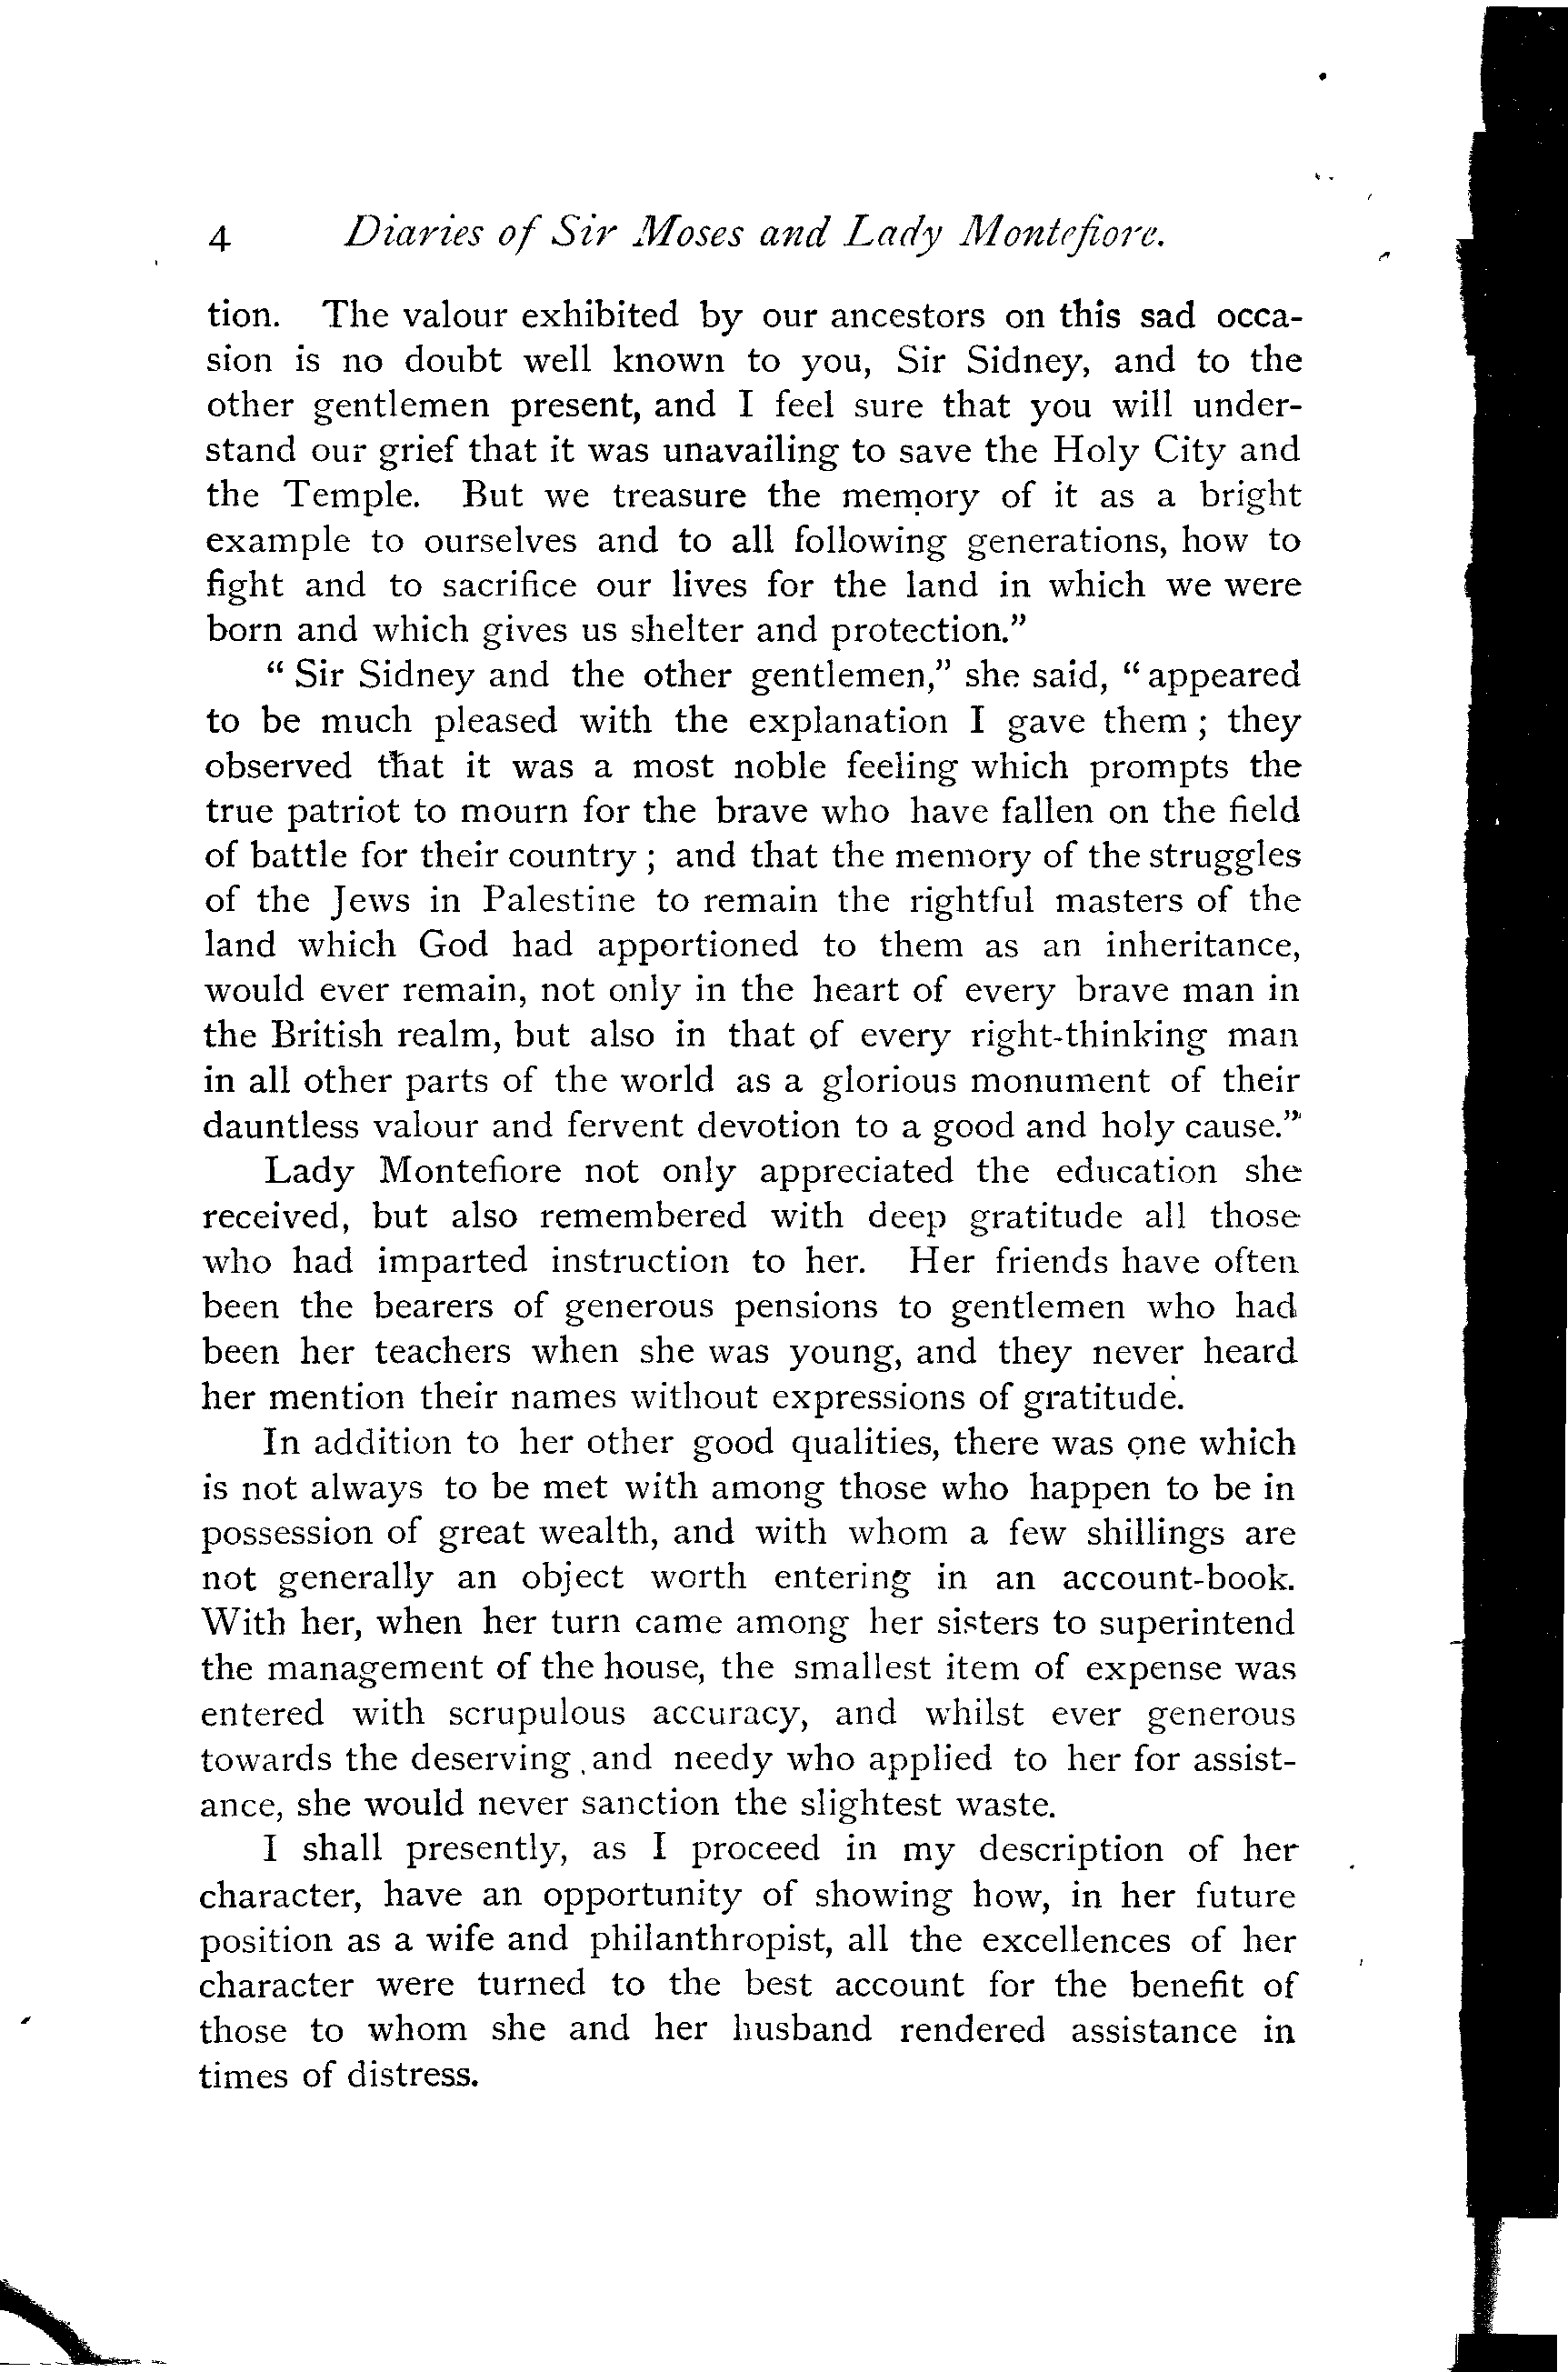 4 Diaries of Sir Moses and Lady Montefiore.
tion. The valour exhibited by our ancestors on this sad occa-
sion is no doubt well known to you, Sir Sidney, and to the
other gentlemen present, and I feel sure that you will under-
stand our grief that it was unavailing to save the Holy City and
the Temple. But we treasure the memory of it as a bright
example to ourselves and to all following generations, how to
fight and to sacrifice our lives for the land in which we were
born and which gives us shelter and protection."
" Sir Sidney and the other gentlemen," she said, " appeared
to be much pleased with the explanation I gave them ; they
observed that it was a most noble feeling which prompts the
true patriot to mourn for the brave who have fallen on the field
of battle for their country ; and that the memory of the struggles
of the Jews in Palestine to remain the rightful masters of the
land which God had apportioned to them as an inheritance,
would ever remain, not only in the heart of every brave man in
the British realm, but also in that of every right-thinking man
in all other parts of the world as a glorious monument of their
dauntless valour and fervent devotion to a good and holy cause."
Lady Montefiore not only appreciated the education she
received, but also remembered with deep gratitude all those
who had imparted instruction to her. Her friends have often
been the bearers of generous pensions to gentlemen who had
been her teachers when she was young, and they never heard
her mention their names without expressions of gratitude.
In addition to her other good qualities, there was one which
is not always to be met with among those who happen to be in
possession of great wealth, and with whom a few shillings are
not generally an object worth entering in an account-book.
With her, when her turn came among her sisters to superintend
the management of the house, the smallest item of expense was
entered with scrupulous accuracy, and whilst ever generous
towards the deserving and needy who applied to her for assist-
ance, she would never sanction the slightest waste.
I shall presently, as I proceed in my description of her
character, have an opportunity of showing how, in her future
position as a wife and philanthropist, all the excellences of her
character were turned to the best account for the benefit of
those to whom she and her husband rendered assistance in
times of distress.